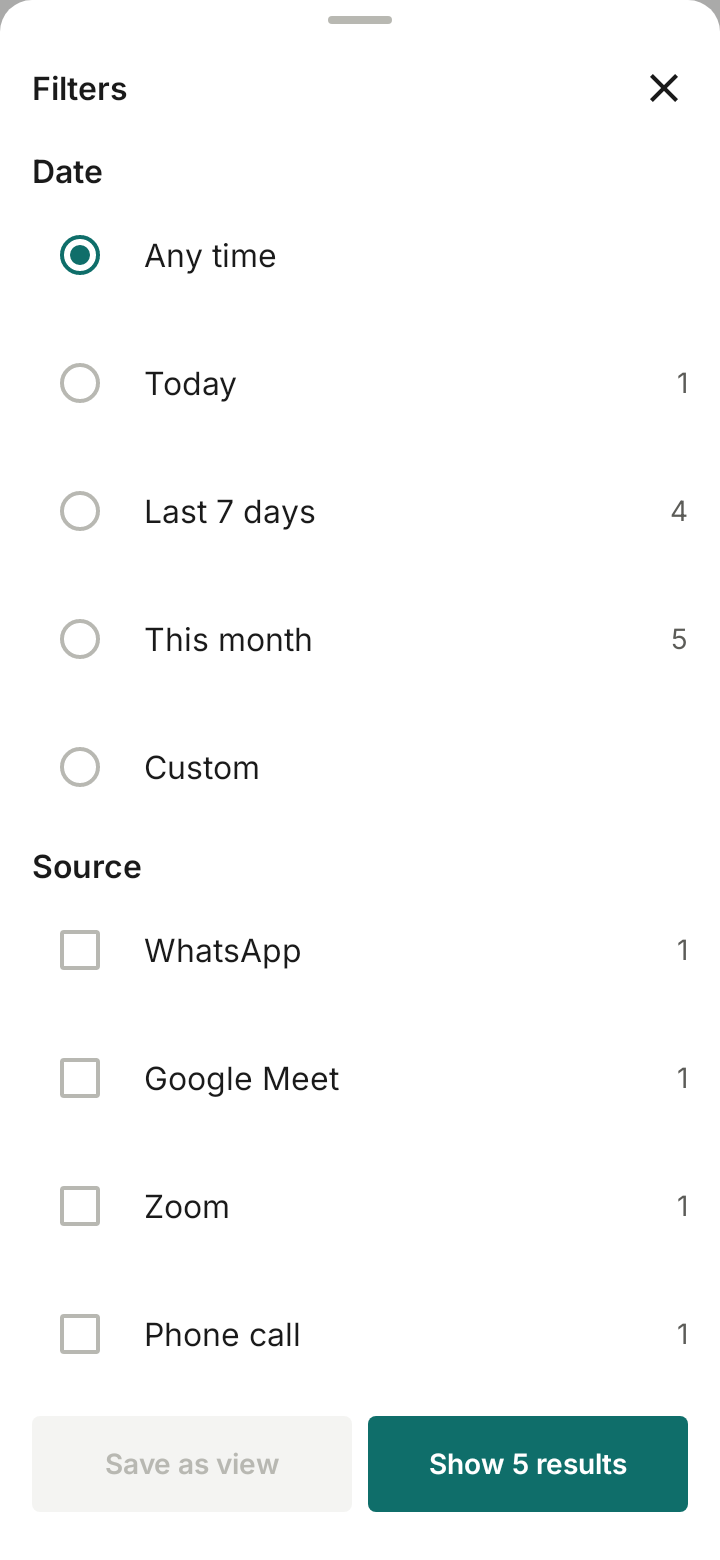 Filters
Date
Any time
Today 1
Last 7 days 4
This month 5
Custom
Source
WhatsApp 1
Google Meet 1
Zoom 1
Phone call 1
Save as view Show 5 results